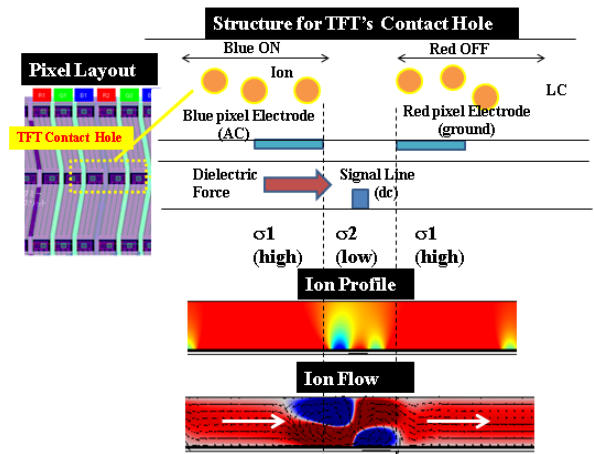 Structure for TFT's Contact Hole
Blue ON
Red OFF
Pixel Layout
Ion
LC
Blue pixel Electrode
(AC)
Red pixel Electrode
(ground)
TFT Contact Hole
Dielectric
Force
Signal Line
(dc)
σ1
(high)
σ2
(low)
σ1
(high)
Ion Profile
Ion Flow